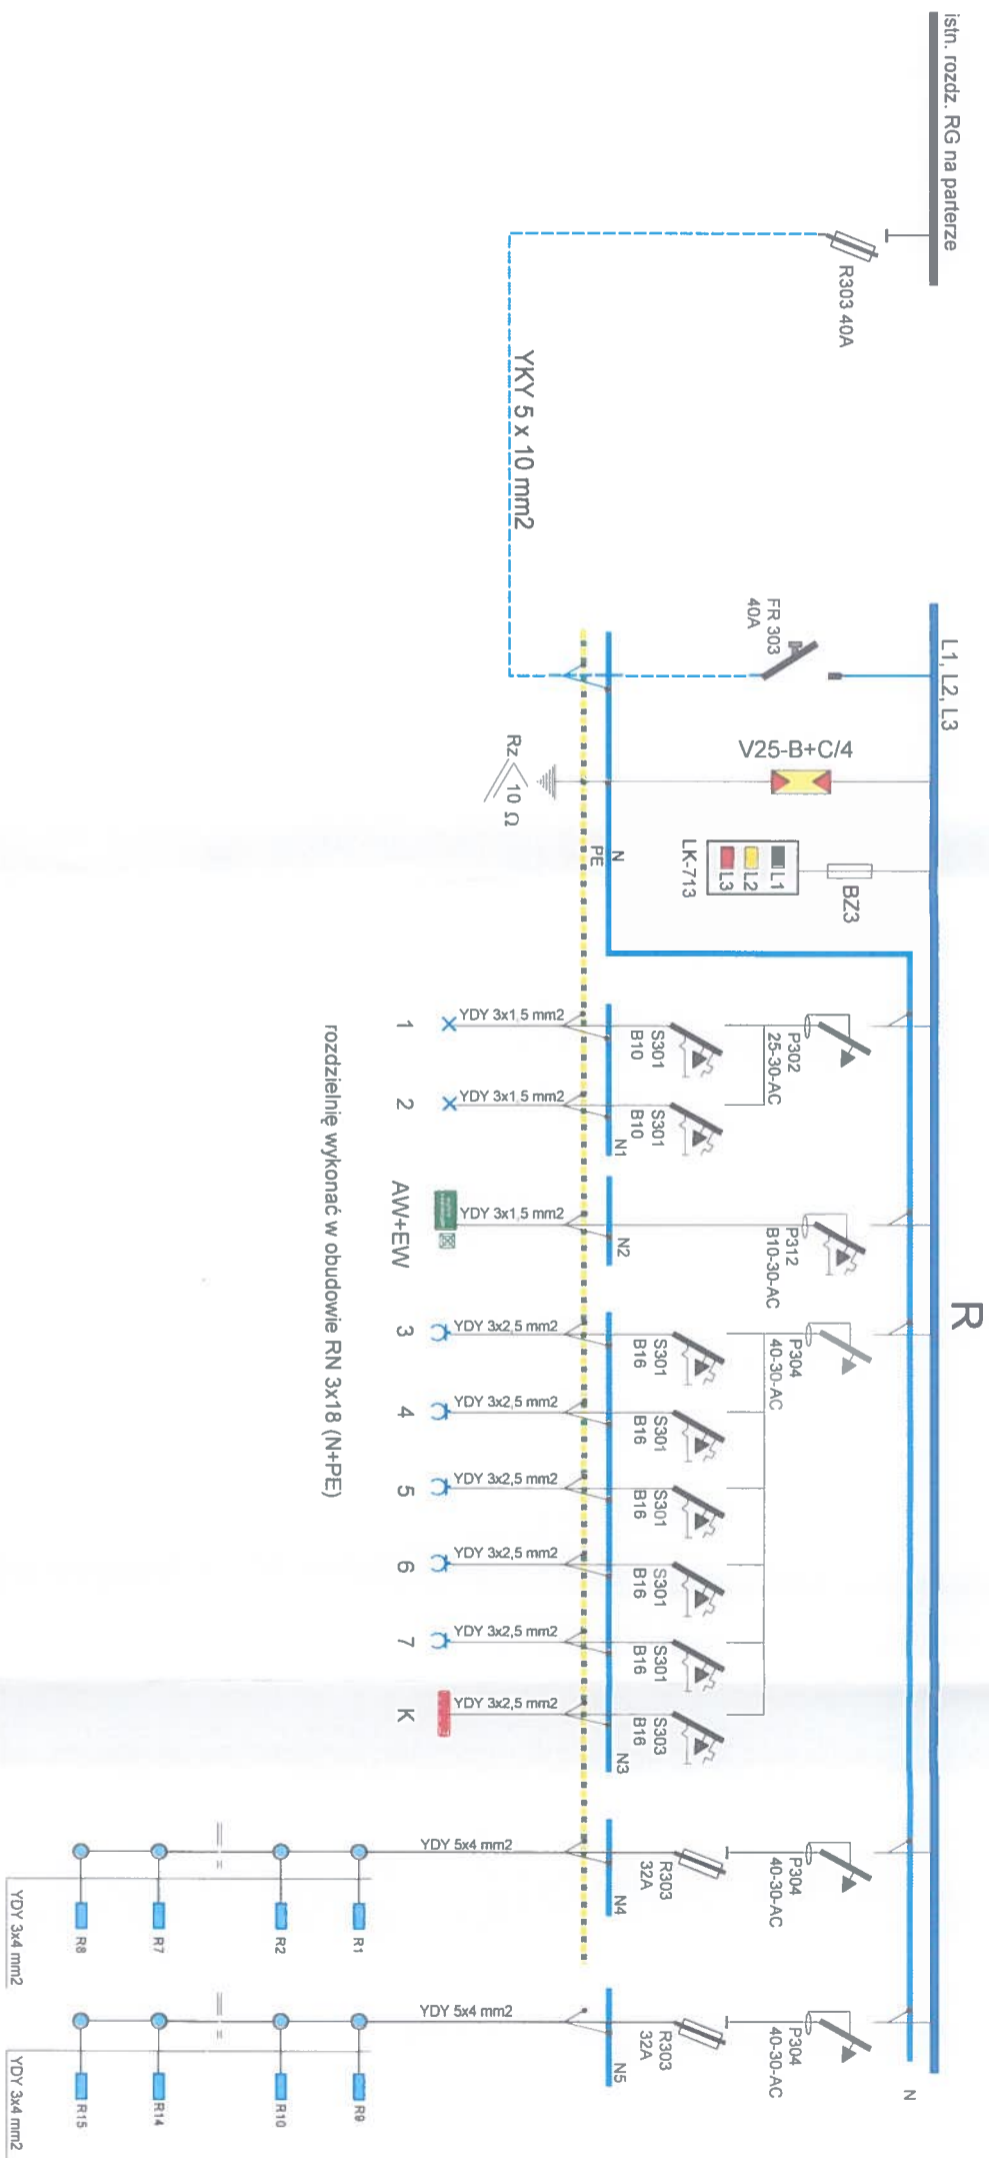 istn. rozdz. RG na parterze
R303 40A
YKY 5 x 10 mm2
R
L1, L2, L3
FR 303
40A
V25-B+C/4
Rz
10 Ω
BZ3
L1
L2
L3
LK-713
N
PE
P302
25-30-AC
S301
B10
S301
B10
N1
YDY 3x1,5 mm2
YDY 3x1,5 mm2
1
2
P312
B10-30-AC
N2
YDY 3x1,5 mm2
AW+EW
P304
40-30-AC
S301
B16
S301
B16
S301
B16
S301
B16
S301
B16
S303
B16
N3
YDY 3x2,5 mm2
YDY 3x2,5 mm2
YDY 3x2,5 mm2
YDY 3x2,5 mm2
YDY 3x2,5 mm2
YDY 3x2,5 mm2
3
4
5
6
7
K
P304
40-30-AC
R303
32A
N4
YDY 5x4 mm2
R1
R2
R7
R8
YDY 3x4 mm2
P304
40-30-AC
R303
32A
N5
YDY 5x4 mm2
R9
R10
R14
R15
YDY 3x4 mm2
N
rozdzielnię wykonać w obudowie RN 3x18 (N+PE)